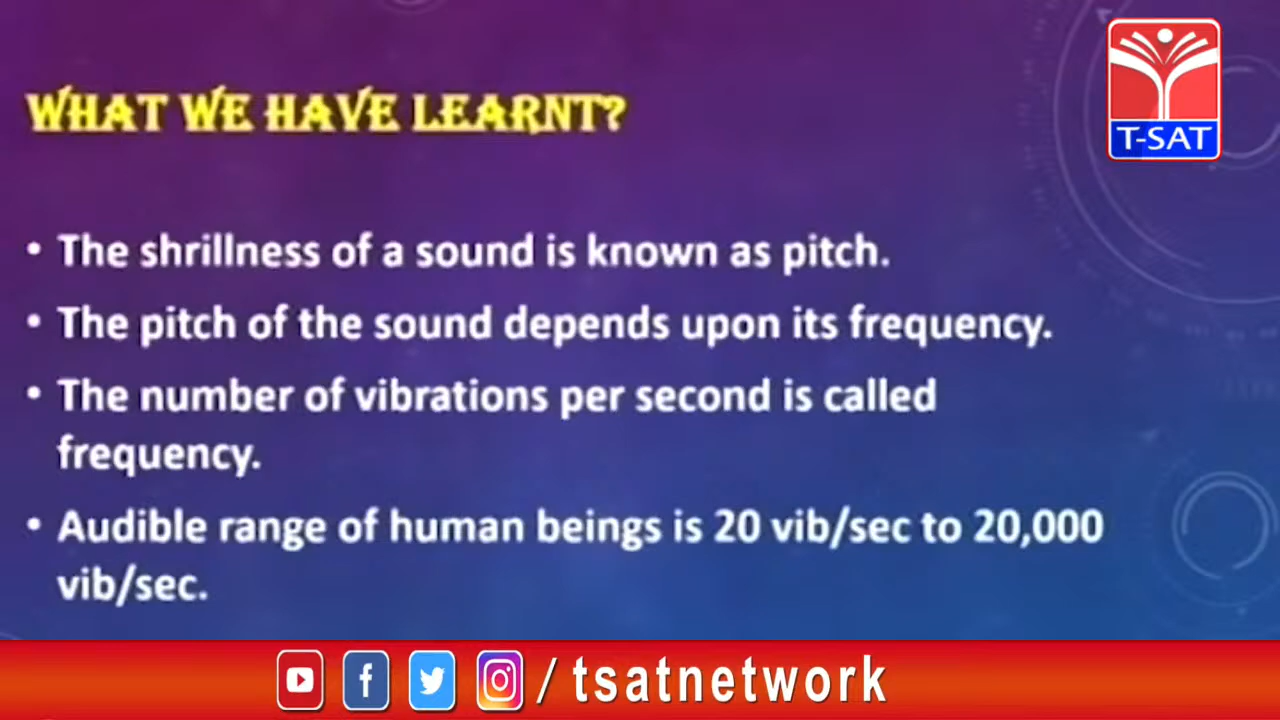 WHAT WE HAVE LEARNT?
T-SAT
• The shrillness of a sound is known as pitch.
• The pitch of the sound depends upon its frequency.
• The number of vibrations per second is called
frequency.
• Audible range of human beings is 20 vib/sec to 20,000
vib/sec.
/ tsatnetwork